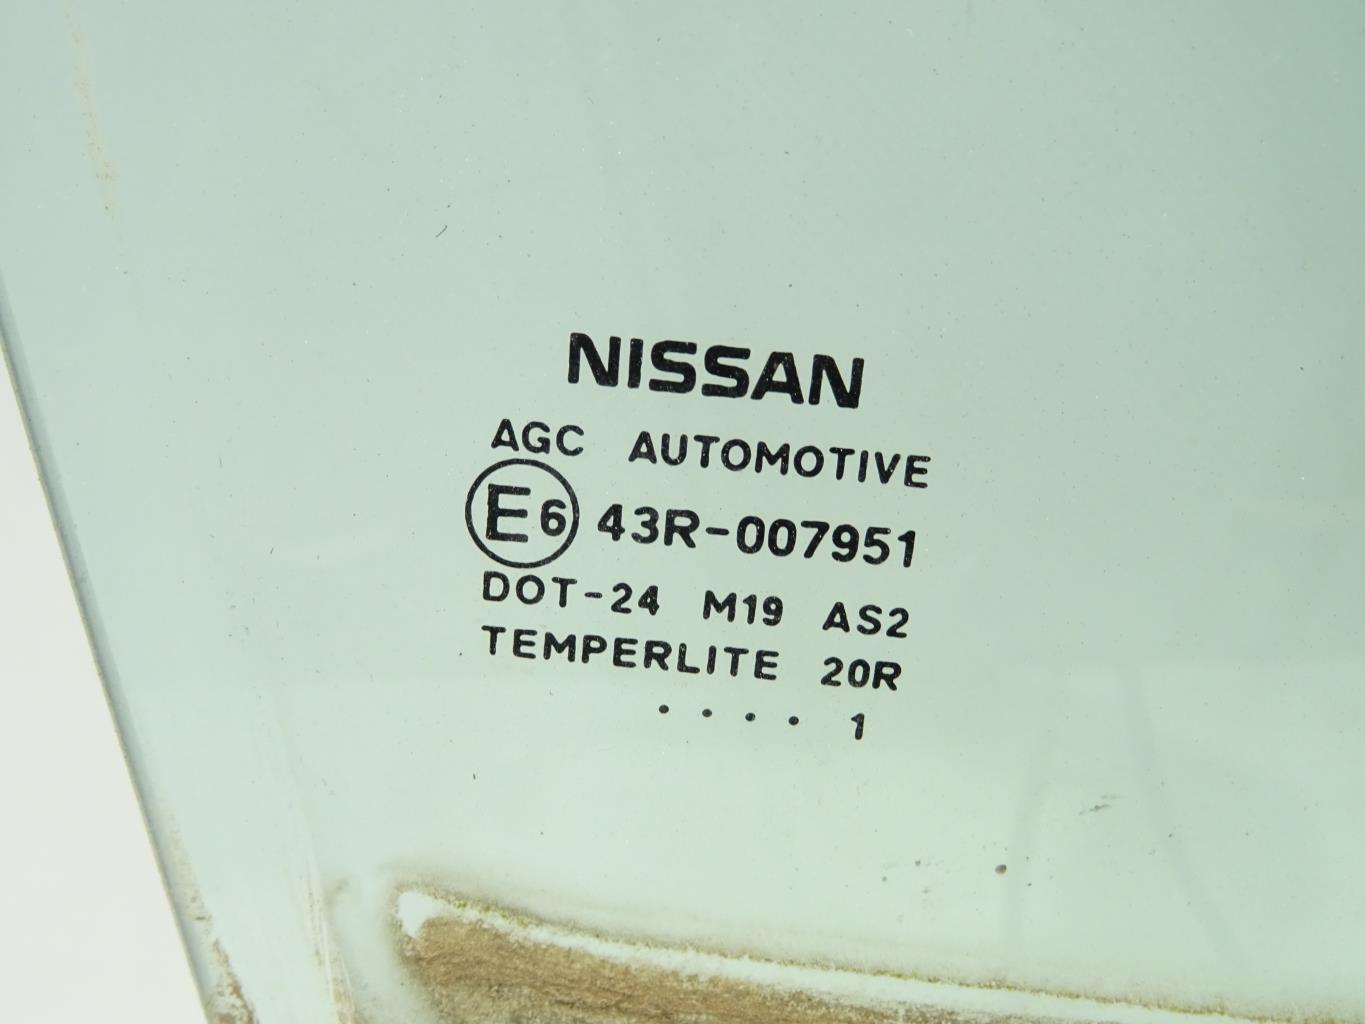 NISSAN
AGC AUTOMOTIVE
E6 43R-007951
DOT-24 M19 AS2
TEMPERLITE 20R
. . . . 1